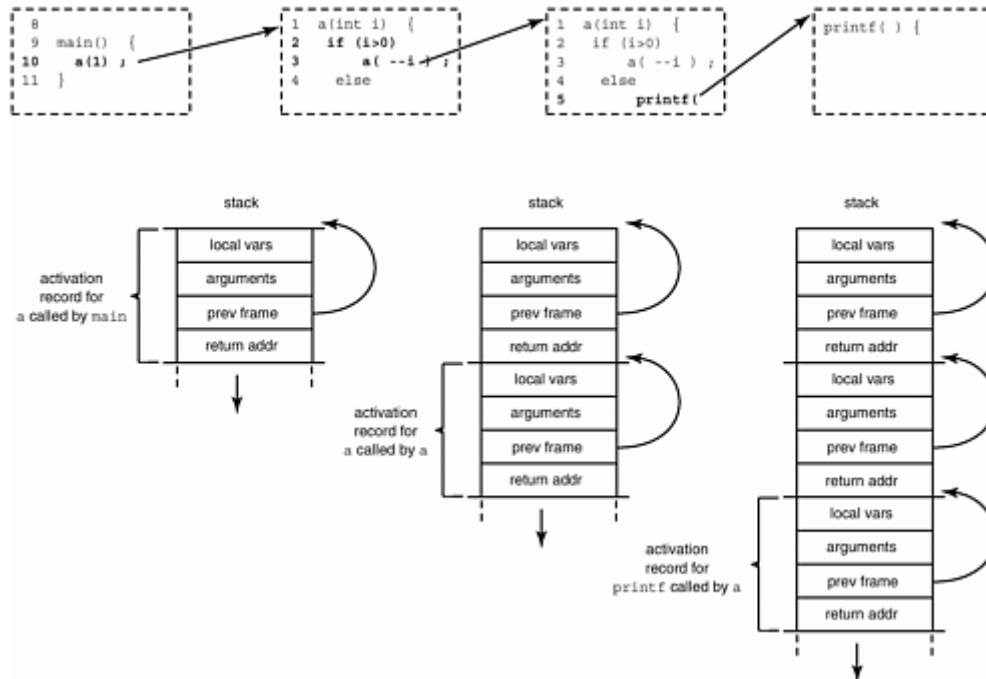 8
9 main() {
10 a(1) ;
11 }
1 a(int i) {
2 if (i>0)
3 a( --i ) ;
4 else
1 a(int i) {
2 if (i>0)
3 a( --i ) ;
4 else
5 printf(
printf( ) {
stack
local vars
arguments
prev frame
return addr
activation
record for
a called by main
stack
local vars
arguments
prev frame
return addr
local vars
arguments
prev frame
return addr
activation
record for
a called by a
stack
local vars
arguments
prev frame
return addr
local vars
arguments
prev frame
return addr
local vars
arguments
prev frame
return addr
activation
record for
printf called by a